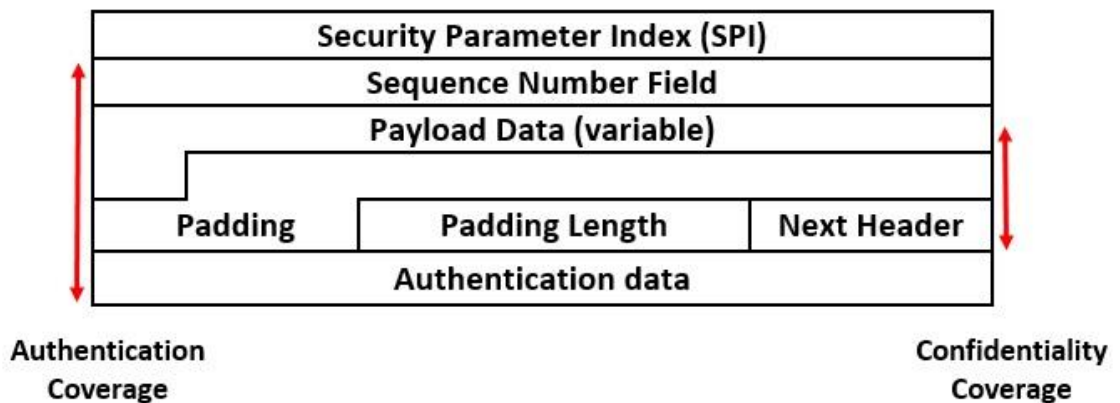 Security Parameter Index (SPI)
Sequence Number Field
Payload Data (variable)
Padding
Padding Length
Next Header
Authentication data
Authentication
Coverage
Confidentiality
Coverage